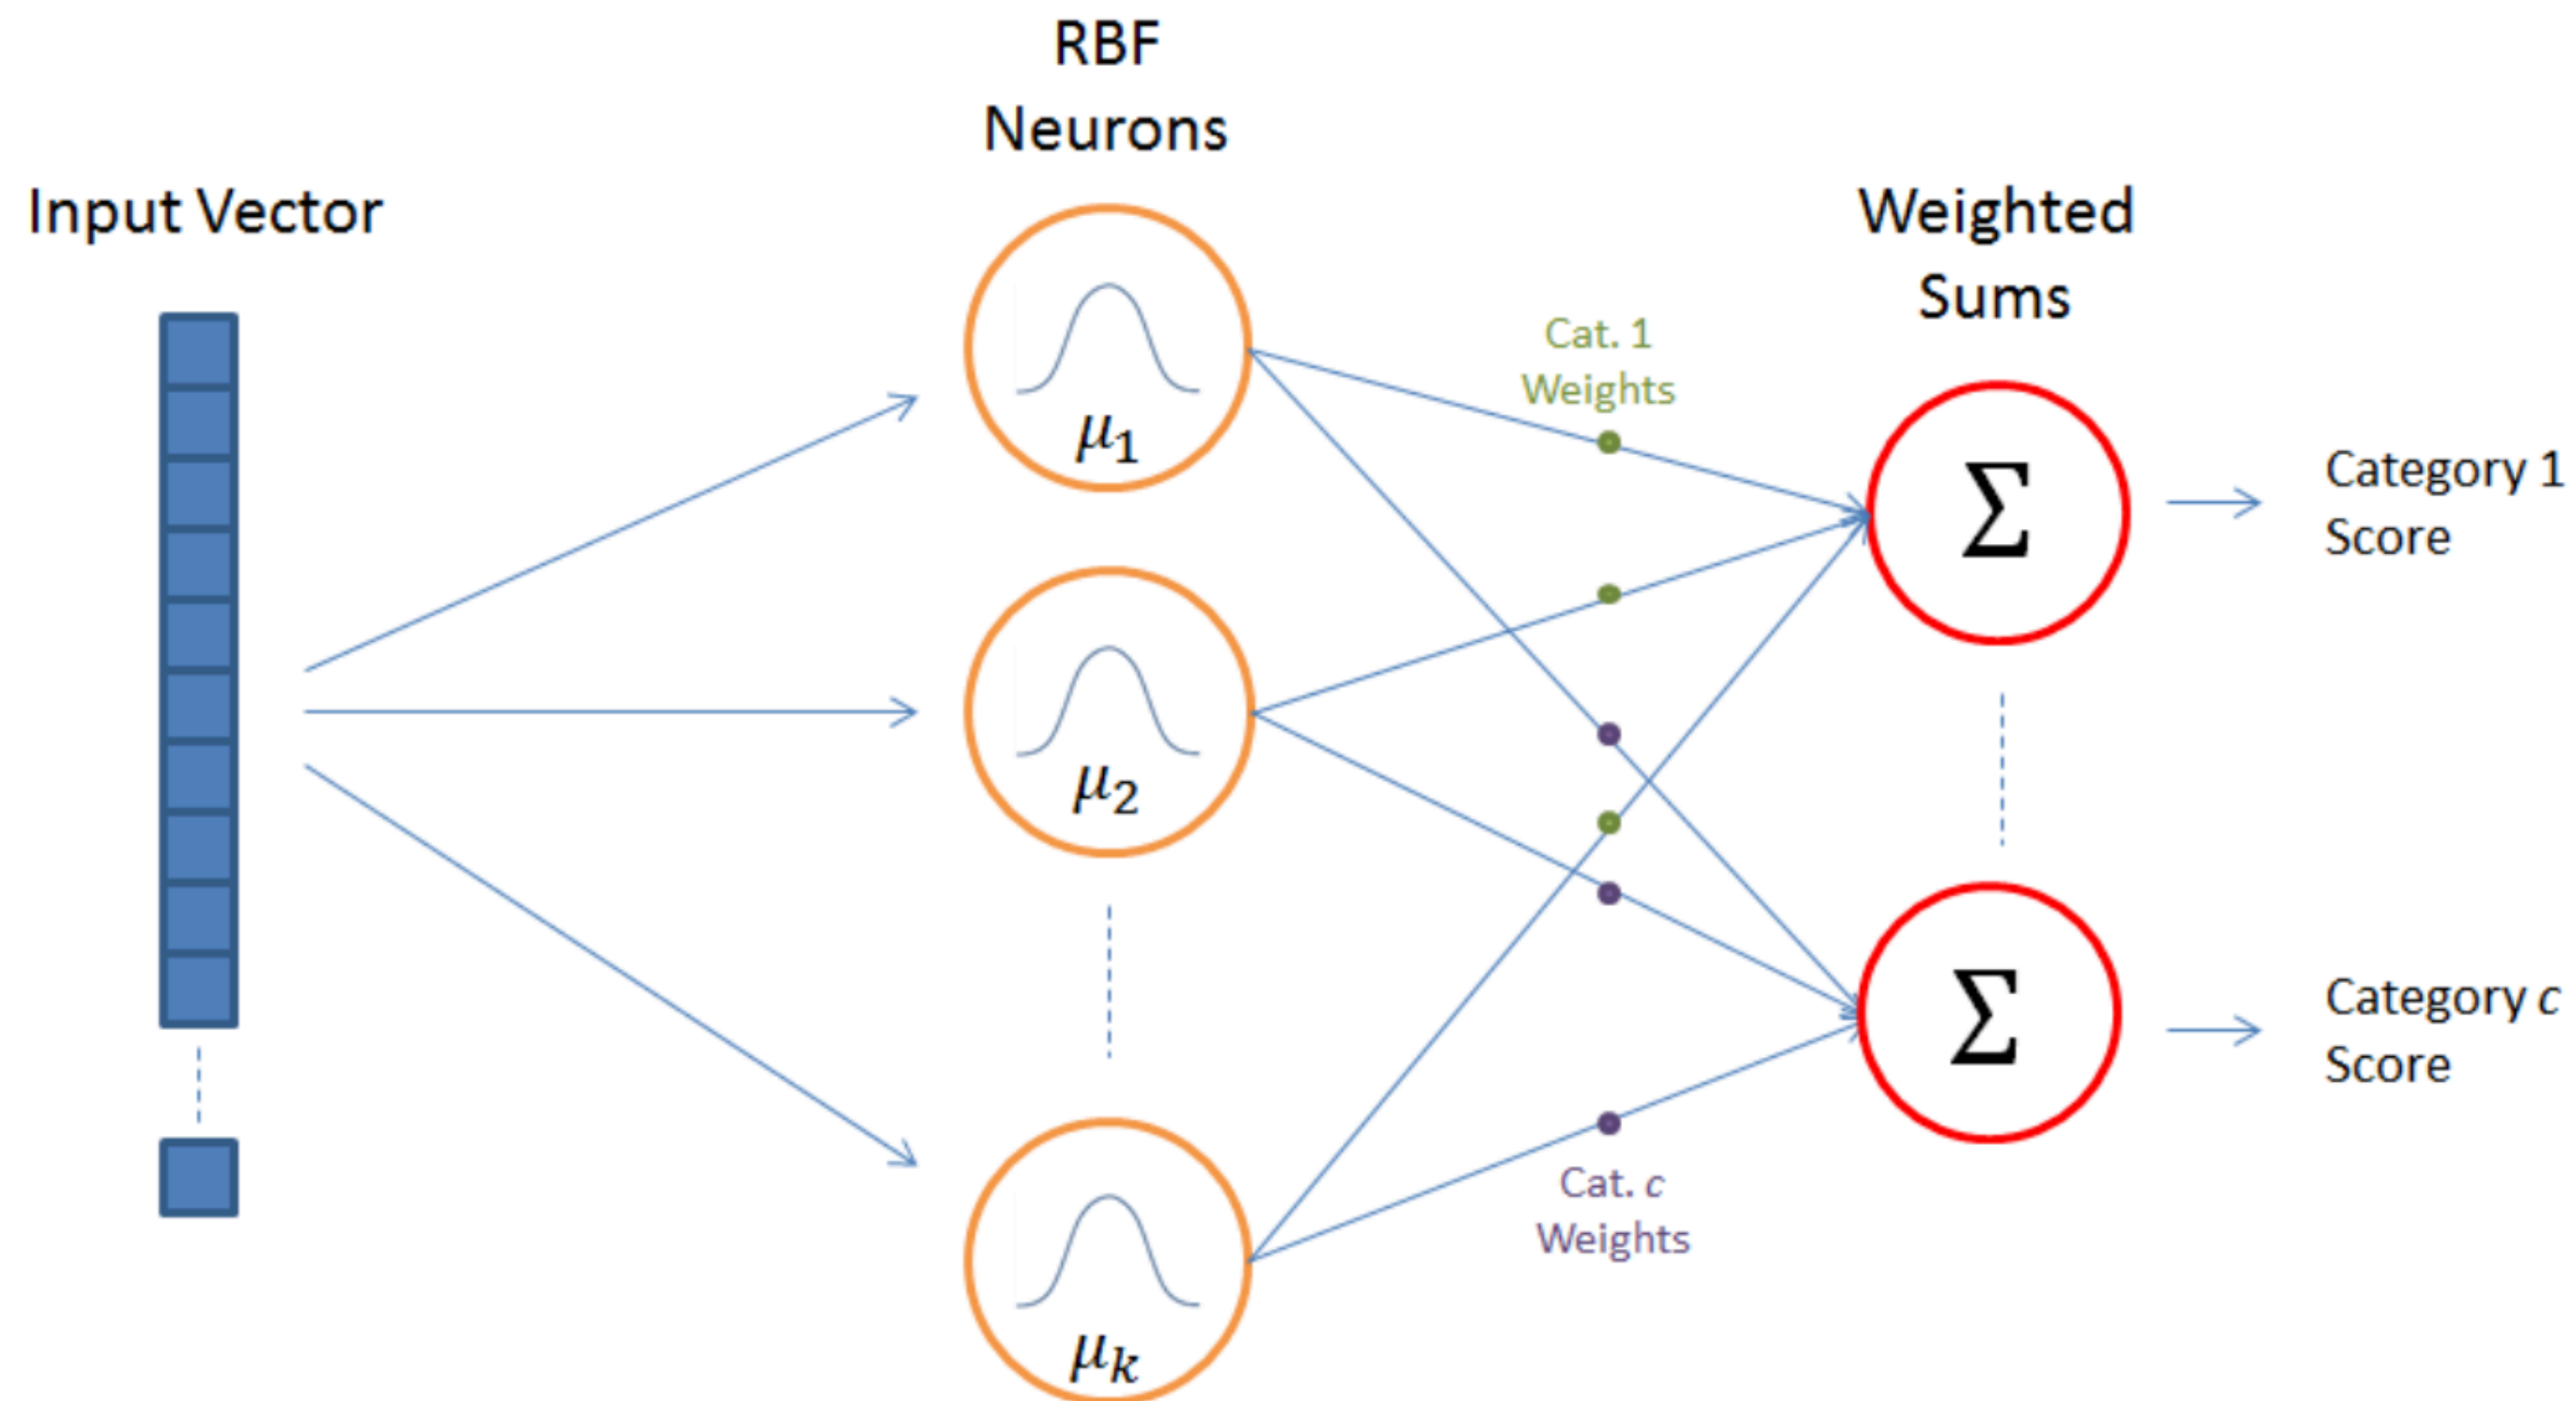 RBF
Neurons
Input Vector
Weighted
Sums
Cat. 1
Weights
μ1
Σ
Category 1
Score
μ2
Σ
Category c
Score
Cat. c
Weights
μk